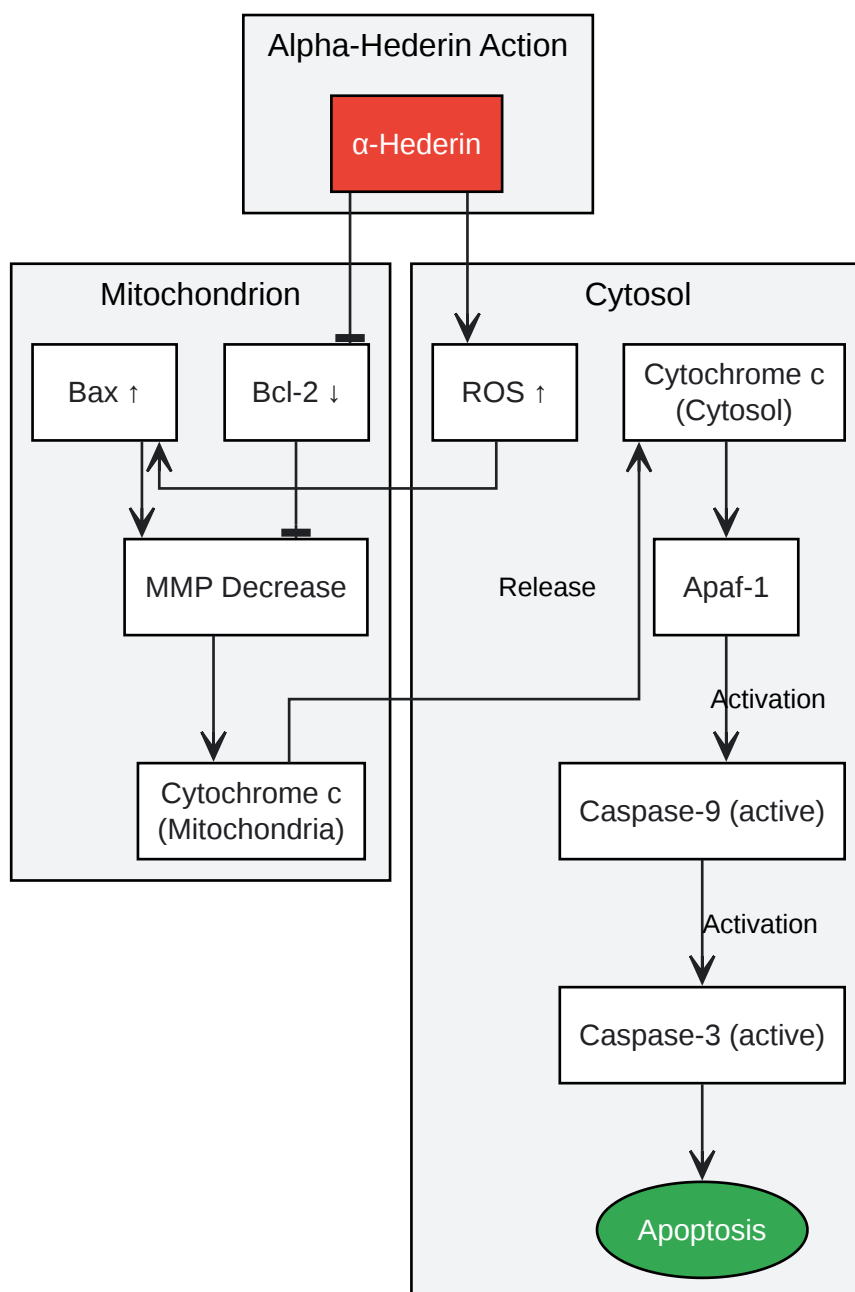 Alpha-Hederin Action
α-Hederin
Mitochondrion
Cytosol
Bax ↑
Bcl-2 ↓
ROS ↑
Cytochrome c
(Cytosol)
MMP Decrease
Release
Apaf-1
Activation
Cytochrome c
(Mitochondria)
Caspase-9 (active)
Activation
Caspase-3 (active)
Apoptosis